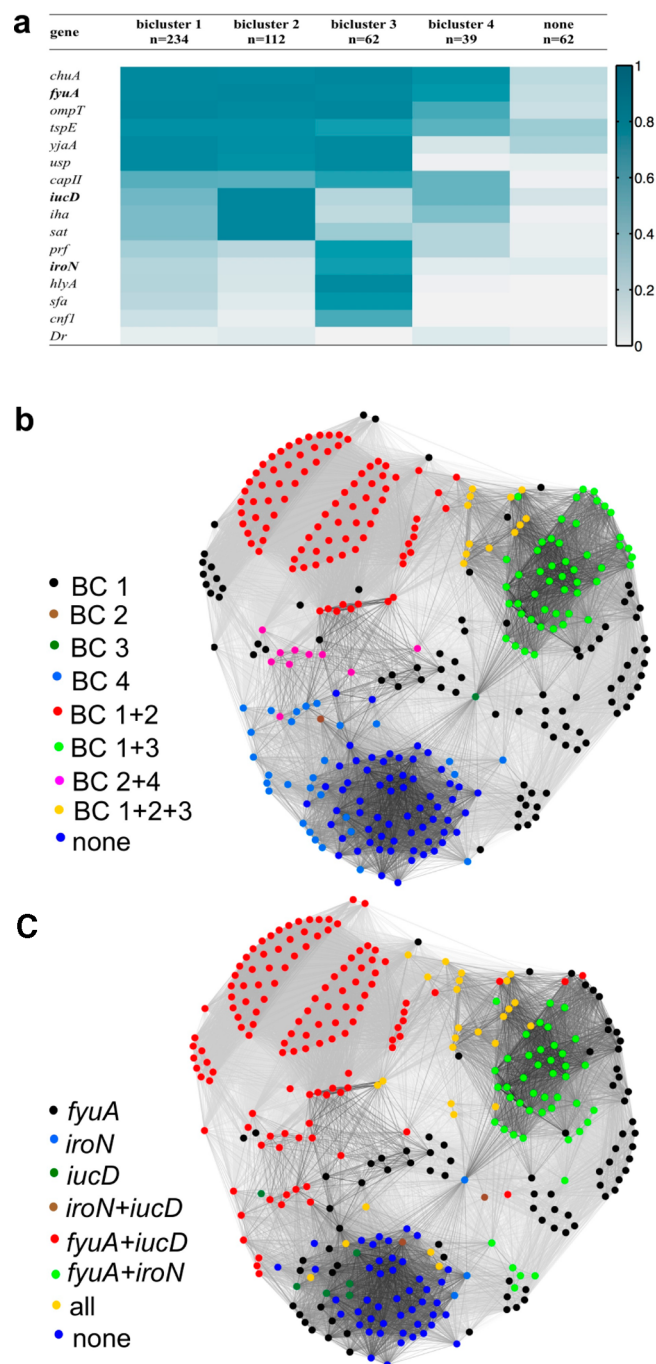 a
gene bicluster 1 bicluster 2 bicluster 3 bicluster 4 none
n=234 n=112 n=62 n=39 n=62
chuA
fyuA
ompT
tspE
yjaA
usp
capII
iucD
iha
sat
prf
iroN
hlyA
sfa
cnf1
Dr
1
0.8
0.6
0.4
0.2
0
b
BC 1
BC 2
BC 3
BC 4
BC 1+2
BC 1+3
BC 2+4
BC 1+2+3
none
C
fyuA
iroN
iucD
iroN+iucD
fyuA+iucD
fyuA+iroN
all
none